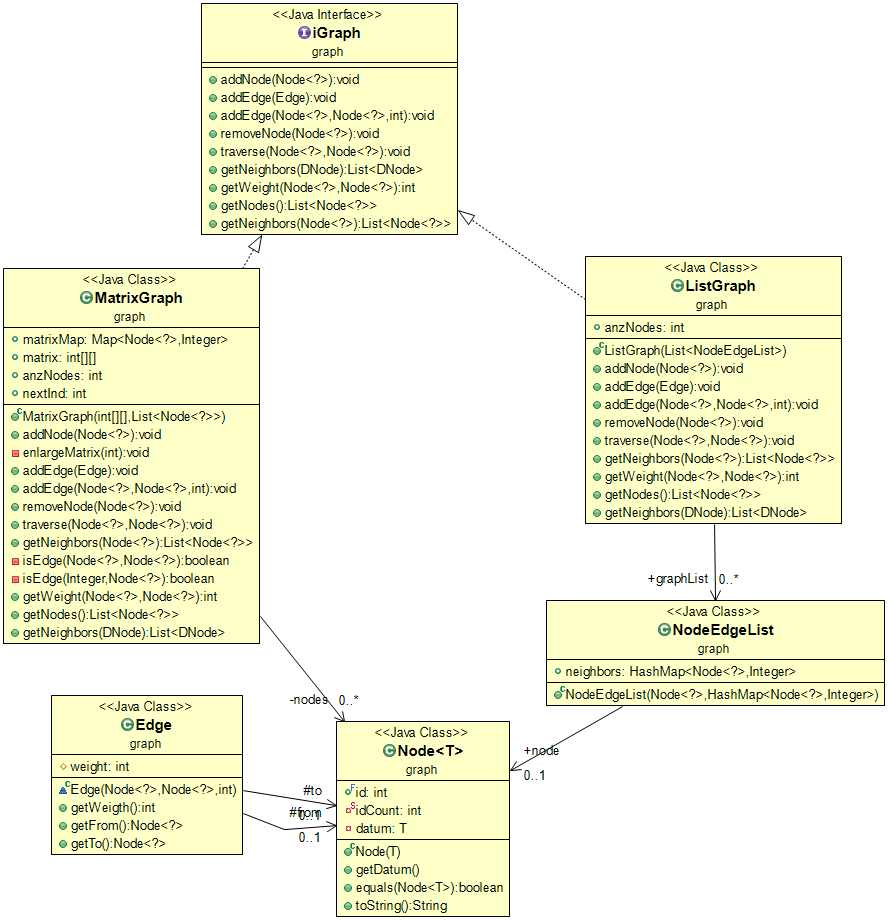 <<Java Interface>>
iGraph
graph
addNode(Node<?>):void
addEdge(Edge):void
addEdge(Node<?>,Node<?>,int):void
removeNode(Node<?>):void
traverse(Node<?>,Node<?>):void
getNeighbors(DNode):List<DNode>
getWeight(Node<?>,Node<?>):int
getNodes():List<Node<?>>
getNeighbors(Node<?>):List<Node<?>>
<<Java Class>>
MatrixGraph
graph
matrixMap: Map<Node<?>,Integer>
matrix: int[][]
anzNodes: int
nextInd: int
MatrixGraph(int[][],List<Node<?>>)
addNode(Node<?>):void
enlargeMatrix(int):void
addEdge(Edge):void
addEdge(Node<?>,Node<?>,int):void
removeNode(Node<?>):void
traverse(Node<?>,Node<?>):void
getNeighbors(Node<?>):List<Node<?>>
isEdge(Node<?>,Node<?>):boolean
isEdge(Integer,Node<?>):boolean
getWeight(Node<?>,Node<?>):int
getNodes():List<Node<?>>
getNeighbors(DNode):List<DNode>
<<Java Class>>
ListGraph
graph
anzNodes: int
ListGraph(List<NodeEdgeList>)
addNode(Node<?>):void
addEdge(Edge):void
addEdge(Node<?>,Node<?>,int):void
removeNode(Node<?>):void
traverse(Node<?>,Node<?>):void
getNeighbors(Node<?>):List<Node<?>>
getWeight(Node<?>,Node<?>):int
getNodes():List<Node<?>>
getNeighbors(DNode):List<DNode>
+graphList 0..*
<<Java Class>>
NodeEdgeList
graph
neighbors: HashMap<Node<?>,Integer>
NodeEdgeList(Node<?>,HashMap<Node<?>,Integer>)
-nodes 0..*
+node
0..1
<<Java Class>>
Edge
graph
weight: int
Edge(Node<?>,Node<?>,int)
getWeigth():int
getFrom():Node<?>
getTo():Node<?>
#to
0..1
#from
0..1
<<Java Class>>
Node<T>
graph
id: int
idCount: int
datum: T
Node(T)
getDatum()
equals(Node<T>):boolean
toString():String